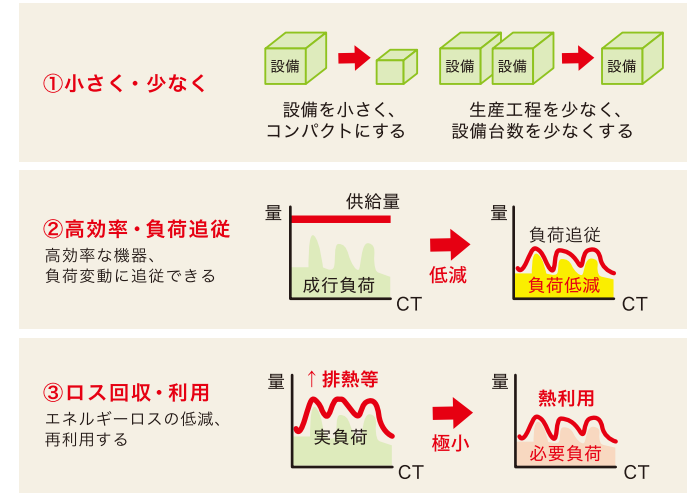 ①小さく・少なく
設備
設備
設備
設備
設備を小さく、
コンパクトにする
生産工程を少なく、
設備台数を少なくする
②高効率・負荷追従
高効率な機器、
負荷変動に追従できる
量
供給量
成行負荷
CT
低減
量
負荷追従
負荷低減
CT
③ロス回収・利用
エネルギーロスの低減、
再利用する
量
↑排熱等
実負荷
CT
極小
量
熱利用
必要負荷
CT